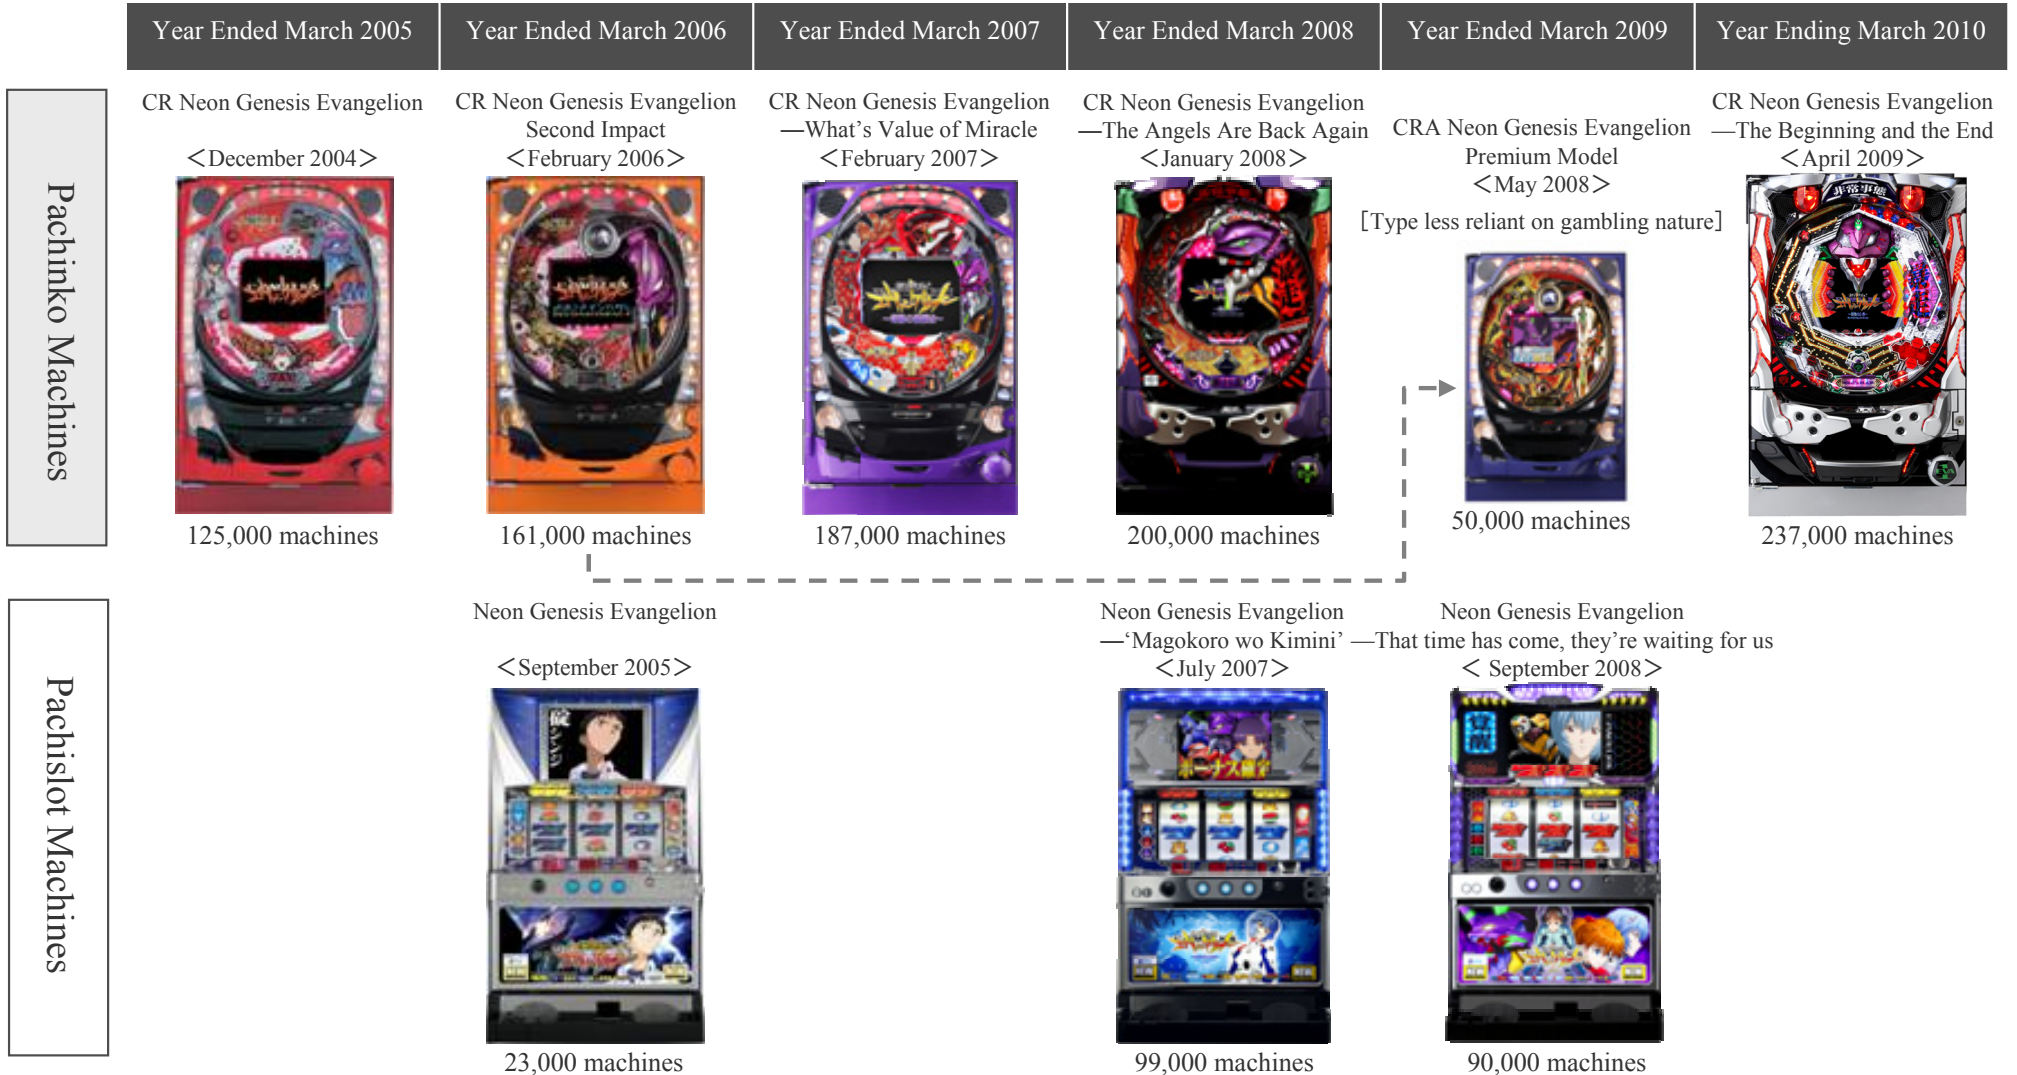 Year Ended March 2005
Year Ended March 2006
Year Ended March 2007
Year Ended March 2008
Year Ended March 2009
Year Ending March 2010
Pachinko Machines
CR Neon Genesis Evangelion
<December 2004>
125,000 machines
CR Neon Genesis Evangelion
Second Impact
<February 2006>
161,000 machines
CR Neon Genesis Evangelion
—What’s Value of Miracle
<February 2007>
187,000 machines
CR Neon Genesis Evangelion
—The Angels Are Back Again
<January 2008>
200,000 machines
CRA Neon Genesis Evangelion
Premium Model
<May 2008>
[Type less reliant on gambling nature]
50,000 machines
CR Neon Genesis Evangelion
—The Beginning and the End
<April 2009>
非常事態
237,000 machines
Pachislot Machines
Neon Genesis Evangelion
<September 2005>
23,000 machines
Neon Genesis Evangelion
—‘Magokoro wo Kimini’
<July 2007>
99,000 machines
Neon Genesis Evangelion
—That time has come, they’re waiting for us
< September 2008>
90,000 machines